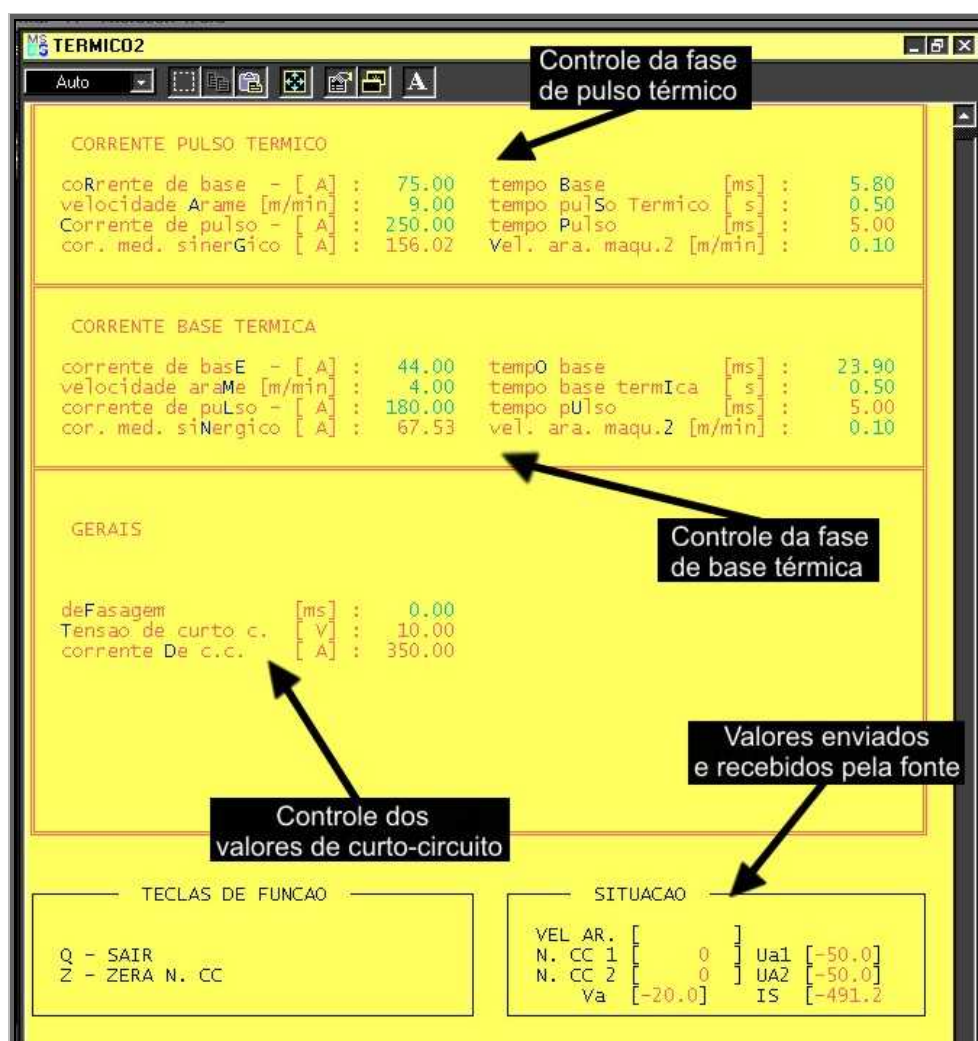 TERMICO2
Auto
A
Controle da fase
de pulso térmico
CORRENTE PULSO TERMICO
coRrente de base - [ A] : 75.00 tempo Base [ms] : 5.80
velocidade Arame [m/min] : 9.00 tempo pulSo Termico [ s] : 0.50
Corrente de pulso - [ A] : 250.00 tempo Pulso [ms] : 5.00
cor. med. sinerGico [ A] : 156.02 Vel. ara. maqu.2 [m/min] : 0.10
CORRENTE BASE TERMICA
corrente de basE - [ A] : 44.00 tempO base [ms] : 23.90
velocidade araMe [m/min] : 4.00 tempo base termIca [ s] : 0.50
corrente de puLso - [ A] : 180.00 tempo pUlso [ms] : 5.00
cor. med. siNergico [ A] : 67.53 vel. ara. maqu.2 [m/min] : 0.10
GERAIS
Controle da fase
de base térmica
deFasagem [ms] : 0.00
Tensao de curto c. [ V] : 10.00
corrente De c.c. [ A] : 350.00
Valores enviados
e recebidos pela fonte
Controle dos
valores de curto-circuito
TECLAS DE FUNCAO
Q - SAIR
Z - ZERA N. CC
SITUACAO
VEL AR. [ ]
N. CC 1 [ 0 ] Ua1 [-50.0]
N. CC 2 [ 0 ] UA2 [-50.0]
Va [-20.0] IS [-491.2